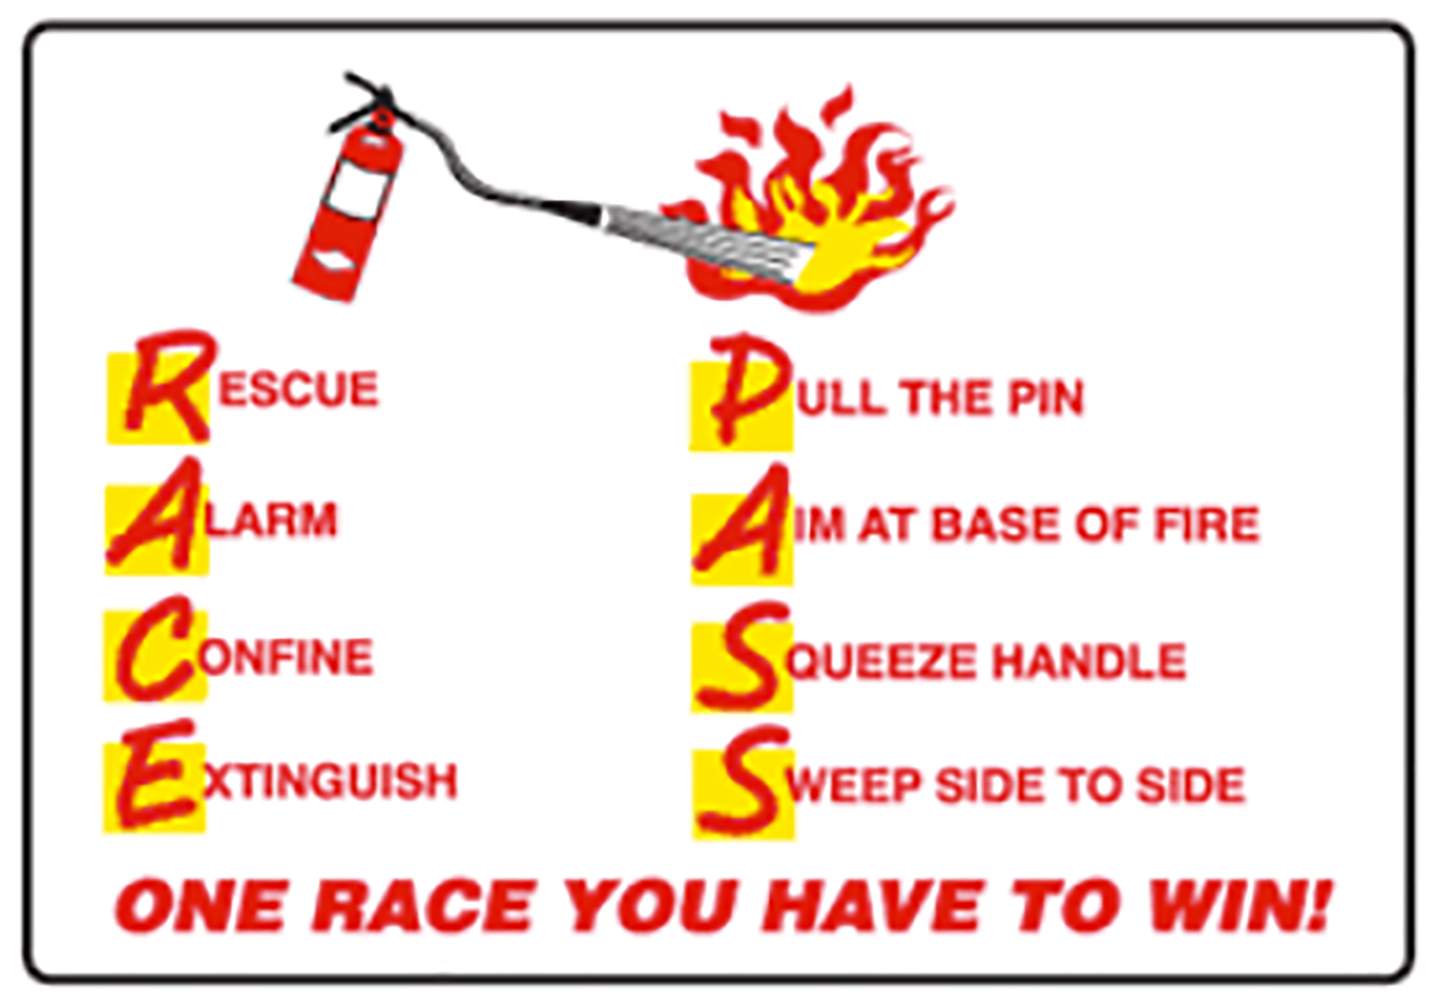 RESCUE
ALARM
CONFINE
EXTINGUISH
PULL THE PIN
AIM AT BASE OF FIRE
SQUEEZE HANDLE
SWEEP SIDE TO SIDE
ONE RACE YOU HAVE TO WIN!